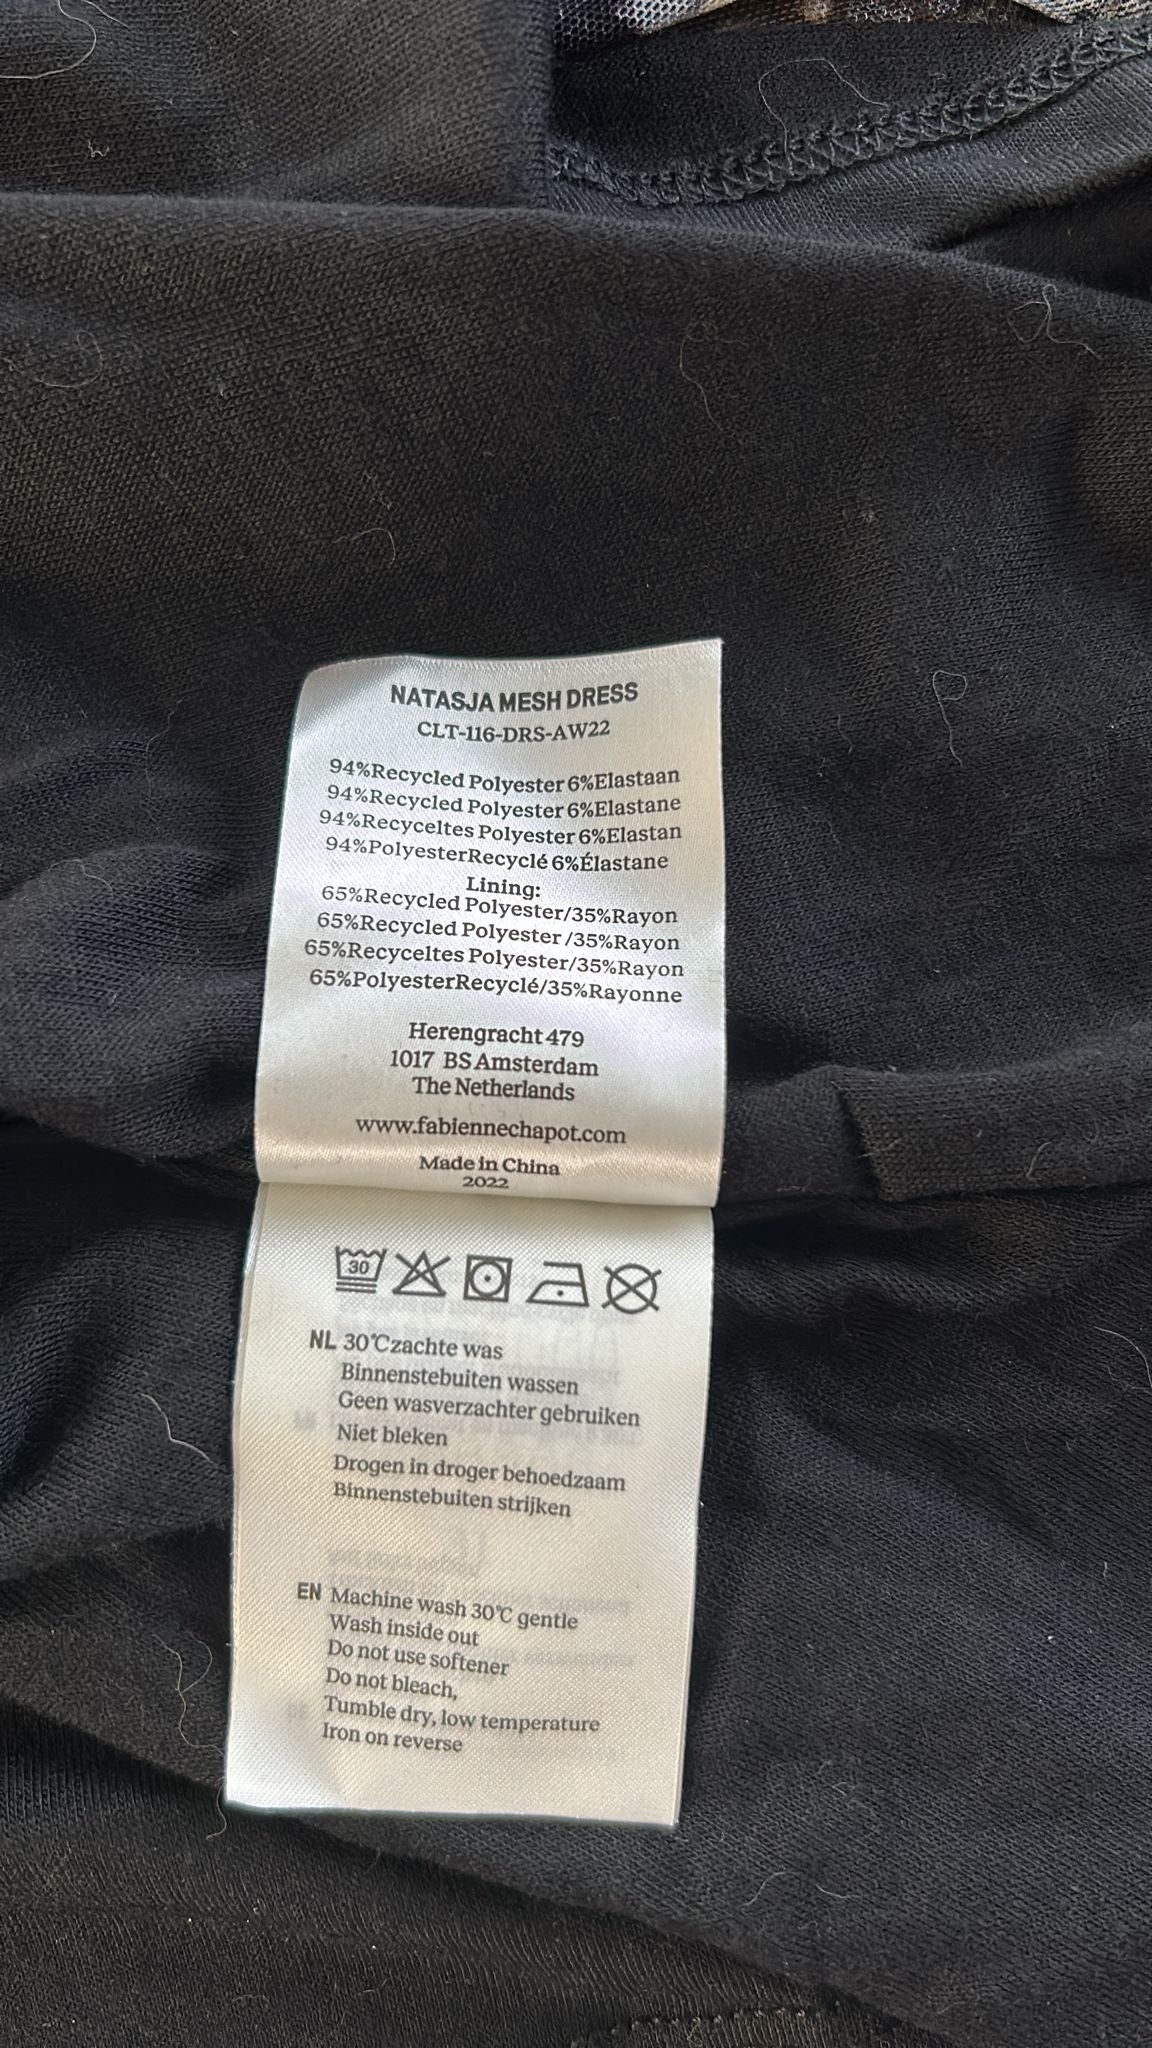 NATASJA MESH DRESS
CLT-116-DRS-AW22
94%Recycled Polyester 6%Elastaan
94%Recycled Polyester 6%Elastane
94%Recyceltes Polyester 6%Elastan
94%PolyesterRecyclé 6%Élastane
Lining:
65%Recycled Polyester/35%Rayon
65%Recycled Polyester /35%Rayon
65%Recyceltes Polyester/35%Rayon
65%PolyesterRecyclé/35%Rayonne
Herengracht 479
1017 BS Amsterdam
The Netherlands
www.fabiennechapot.com
Made in China
2022
30
NL 30℃zachte was
Binnenstebuiten wassen
Geen wasverzachter gebruiken
Niet bleken
Drogen in droger behoedzaam
Binnenstebuiten strijken
EN Machine wash 30℃ gentle
Wash inside out
Do not use softener
Do not bleach,
Tumble dry, low temperature
Iron on reverse